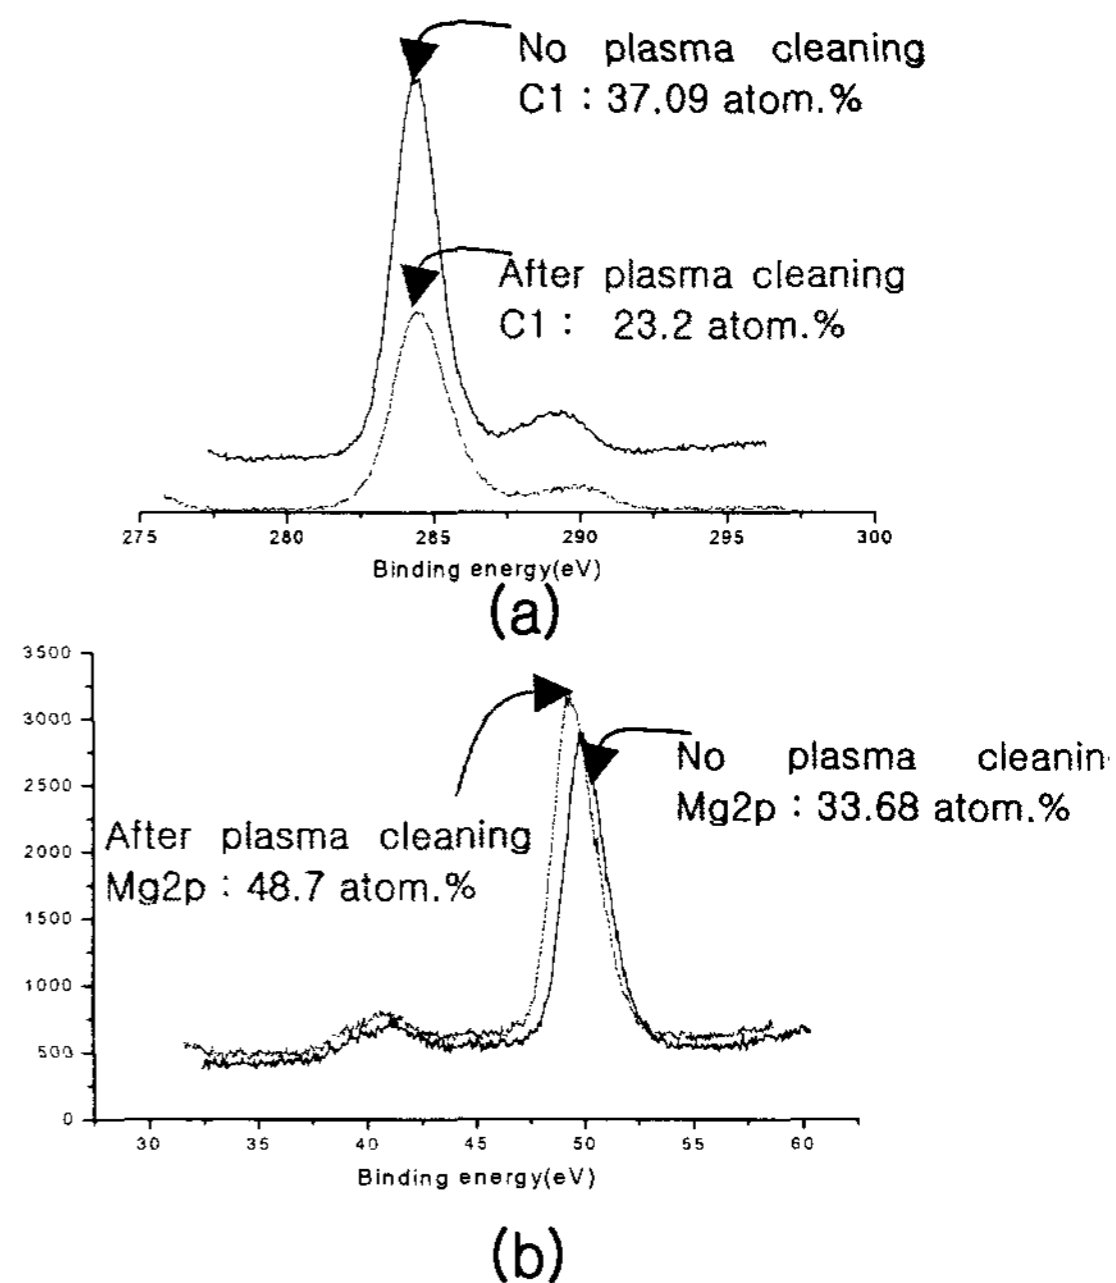 No plasma cleaning
C1 : 37.09 atom.%
After plasma cleaning
C1 : 23.2 atom.%
275 280 285 290 295 300
Binding energy(eV)
(a)
3500
3000
2500
2000
1500
1000
500
0
After plasma cleaning
Mg2p : 48.7 atom.%
No plasma cleanin
Mg2p : 33.68 atom.%
30 35 40 45 50 55 60
Binding energy(eV)
(b)